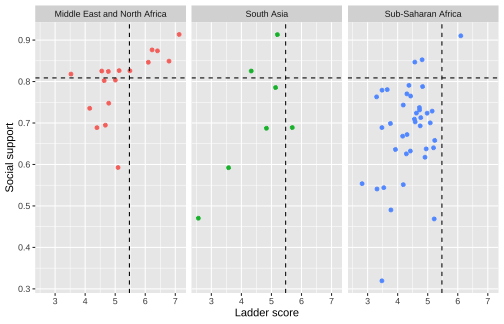 Middle East and North Africa South Asia Sub-Saharan Africa
0.9
0.8
0.7
0.6
0.5
0.4
0.3
Social support
3 4 5 6 7 3 4 5 6 7 3 4 5 6 7
Ladder score